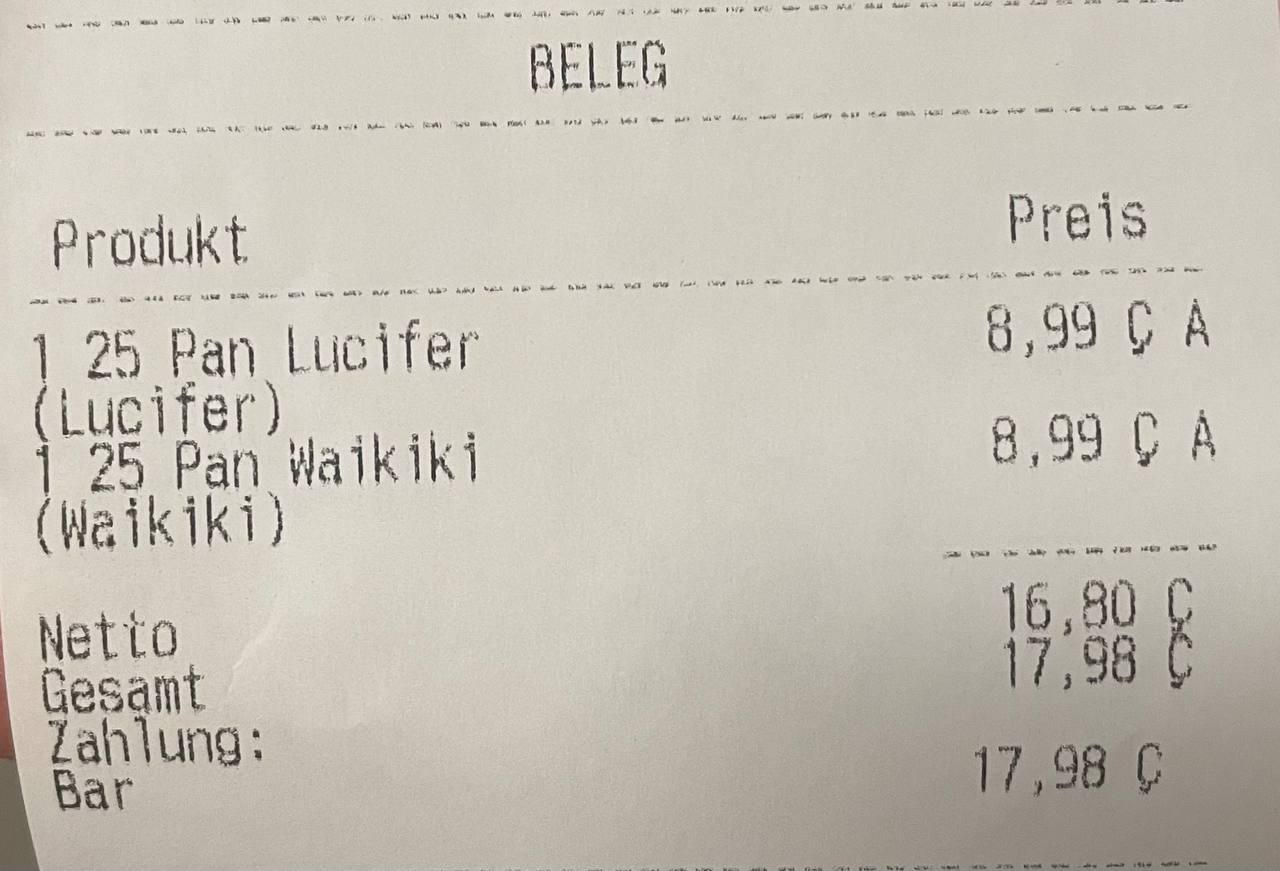 BELEG
Produkt Preis
1 25 Pan Lucifer 8,99 Ç A
(Lucifer)
1 25 Pan Waikiki 8,99 Ç A
(Waikiki)
Netto 16,80 Ç
Gesamt 17,98 Ç
Zahlung:
Bar 17,98 Ç